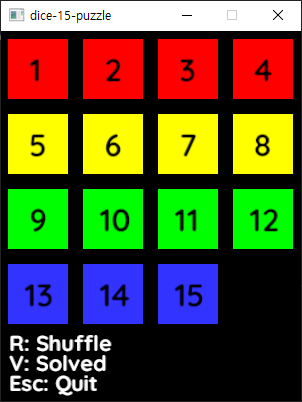 dice-15-puzzle
1 2 3 4
5 6 7 8
9 10 11 12
13 14 15
R: Shuffle
V: Solved
Esc: Quit